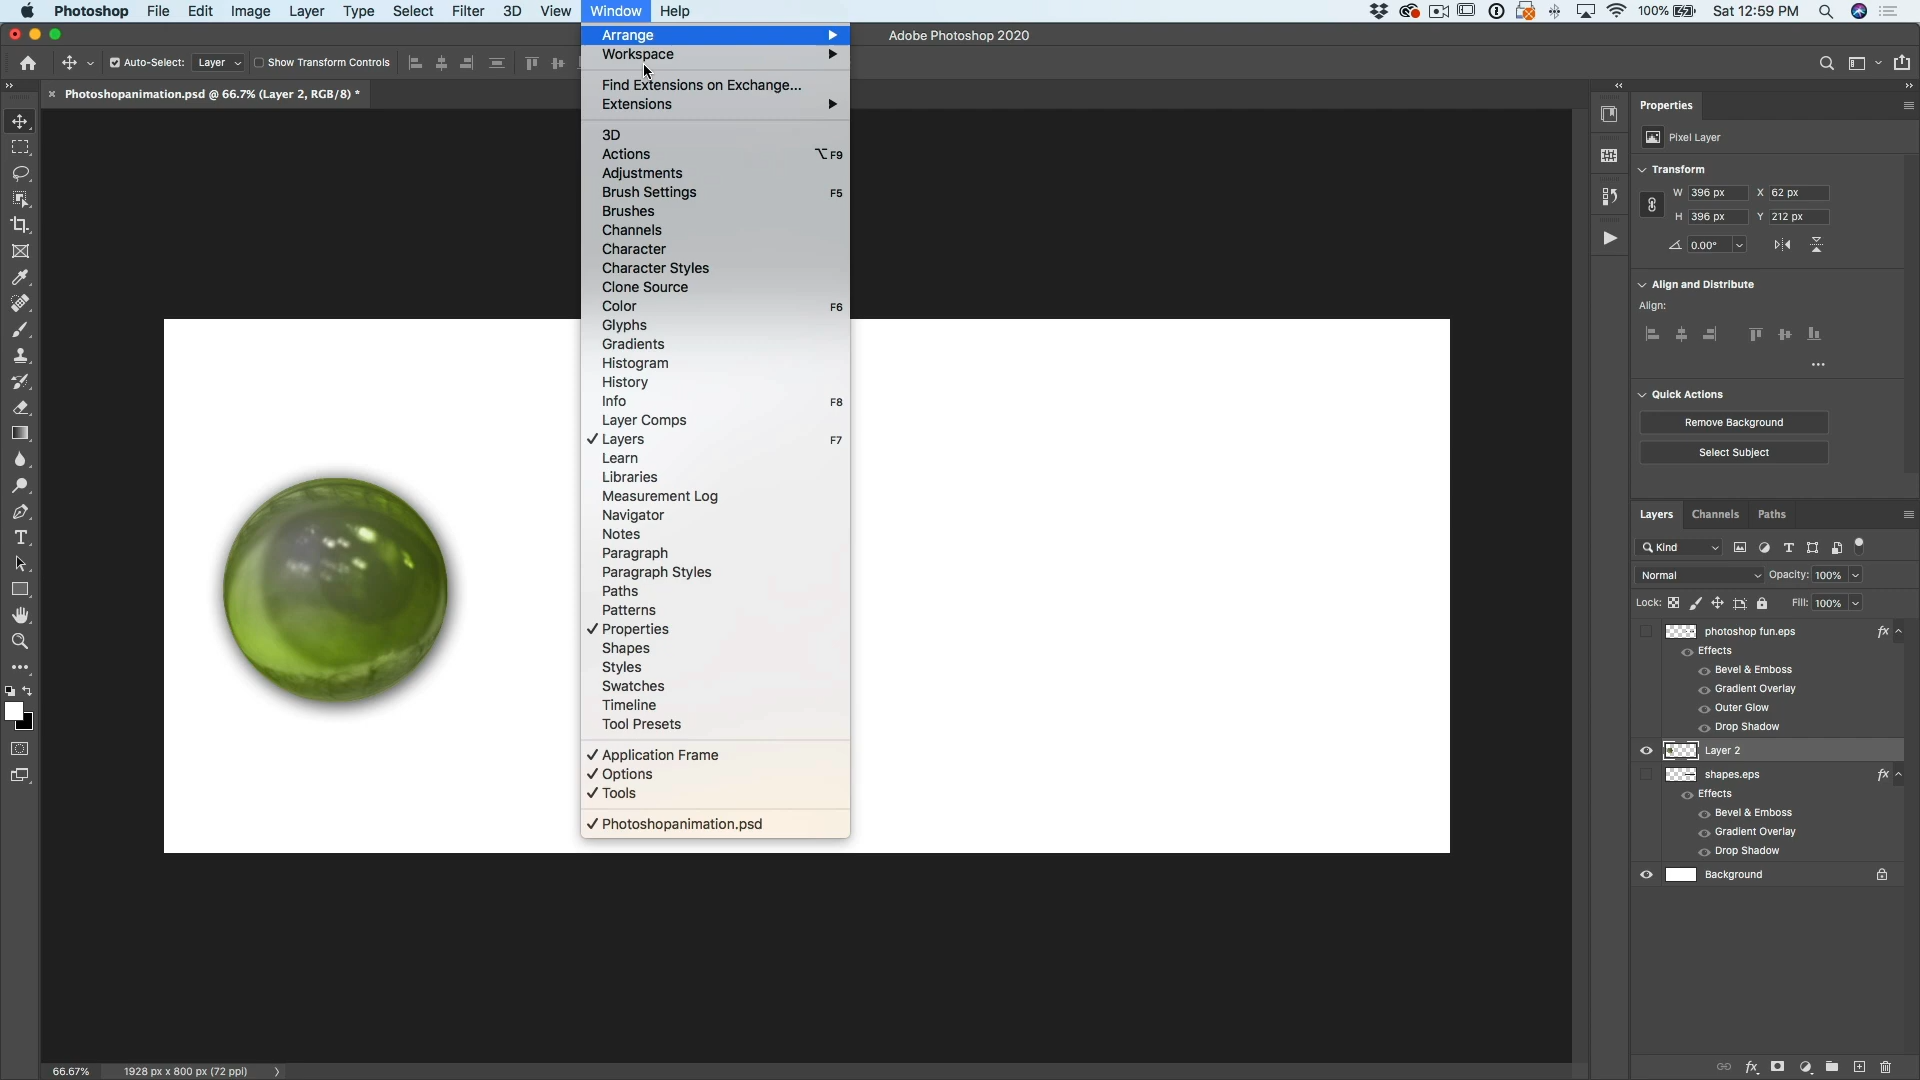 Photoshop File Edit Image Layer Type Select Filter 3D View Window Help 100% Sat 12:59 PM
Adobe Photoshop 2020
Auto-Select: Layer Show Transform Controls
Photoshopanimation.psd @ 66.7% (Layer 2, RGB/8) *
Arrange
Workspace
Find Extensions on Exchange...
Extensions
3D
Actions ⌥F9
Adjustments
Brush Settings F5
Brushes
Channels
Character
Character Styles
Clone Source
Color F6
Glyphs
Gradients
Histogram
History
Info F8
Layer Comps
✓ Layers F7
Learn
Libraries
Measurement Log
Navigator
Notes
Paragraph
Paragraph Styles
Paths
Patterns
✓ Properties
Shapes
Styles
Swatches
Timeline
Tool Presets
✓ Application Frame
✓ Options
✓ Tools
✓ Photoshopanimation.psd
Properties
Pixel Layer
Transform
W 396 px X 62 px
H 396 px Y 212 px
0.00°
Align and Distribute
Align:
Quick Actions
Remove Background
Select Subject
Layers Channels Paths
Kind
Normal Opacity: 100%
Lock: Fill: 100%
photoshop fun.eps fx
Effects
Bevel & Emboss
Gradient Overlay
Outer Glow
Drop Shadow
Layer 2
shapes.eps fx
Effects
Bevel & Emboss
Gradient Overlay
Drop Shadow
Background
fx
66.67% 1928 px x 800 px (72 ppi)